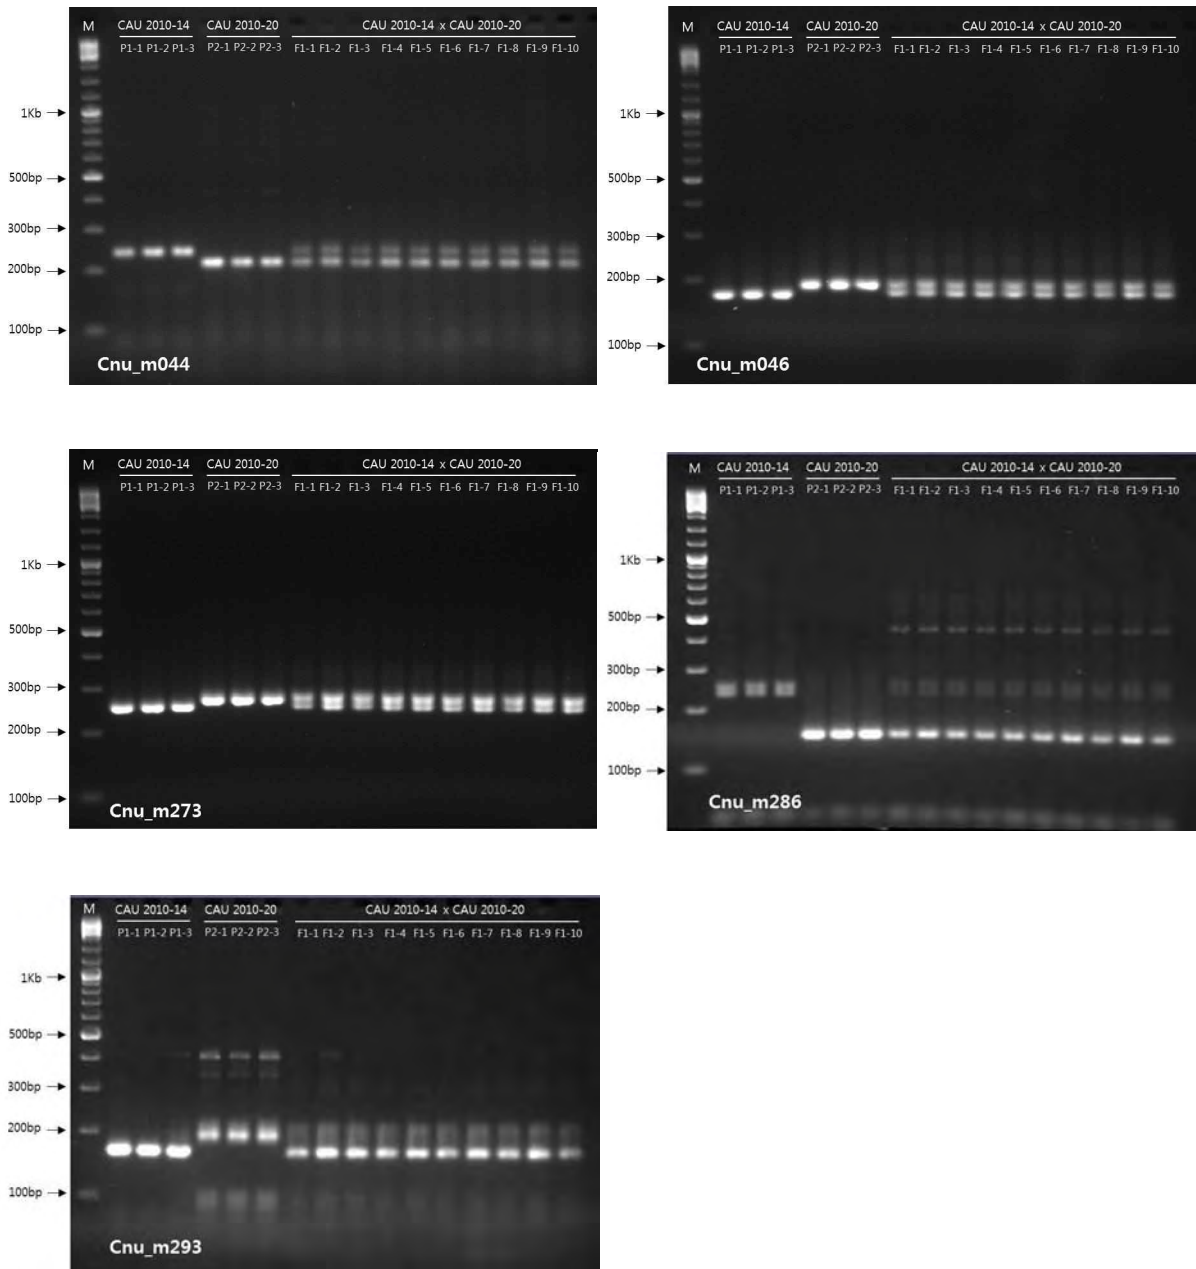 M CAU 2010-14 CAU 2010-20 CAU 2010-14 x CAU 2010-20
P1-1 P1-2 P1-3 P2-1 P2-2 P2-3 F1-1 F1-2 F1-3 F1-4 F1-5 F1-6 F1-7 F1-8 F1-9 F1-10
1Kb
500bp
300bp
200bp
100bp
Cnu_m044
M CAU 2010-14 CAU 2010-20 CAU 2010-14 x CAU 2010-20
P1-1 P1-2 P1-3 P2-1 P2-2 P2-3 F1-1 F1-2 F1-3 F1-4 F1-5 F1-6 F1-7 F1-8 F1-9 F1-10
1Kb
500bp
300bp
200bp
100bp
Cnu_m046
M CAU 2010-14 CAU 2010-20 CAU 2010-14 x CAU 2010-20
P1-1 P1-2 P1-3 P2-1 P2-2 P2-3 F1-1 F1-2 F1-3 F1-4 F1-5 F1-6 F1-7 F1-8 F1-9 F1-10
1Kb
500bp
300bp
200bp
100bp
Cnu_m273
M CAU 2010-14 CAU 2010-20 CAU 2010-14 x CAU 2010-20
P1-1 P1-2 P1-3 P2-1 P2-2 P2-3 F1-1 F1-2 F1-3 F1-4 F1-5 F1-6 F1-7 F1-8 F1-9 F1-10
1Kb
500bp
300bp
200bp
100bp
Cnu_m286
M CAU 2010-14 CAU 2010-20 CAU 2010-14 x CAU 2010-20
P1-1 P1-2 P1-3 P2-1 P2-2 P2-3 F1-1 F1-2 F1-3 F1-4 F1-5 F1-6 F1-7 F1-8 F1-9 F1-10
1Kb
500bp
300bp
200bp
100bp
Cnu_m293